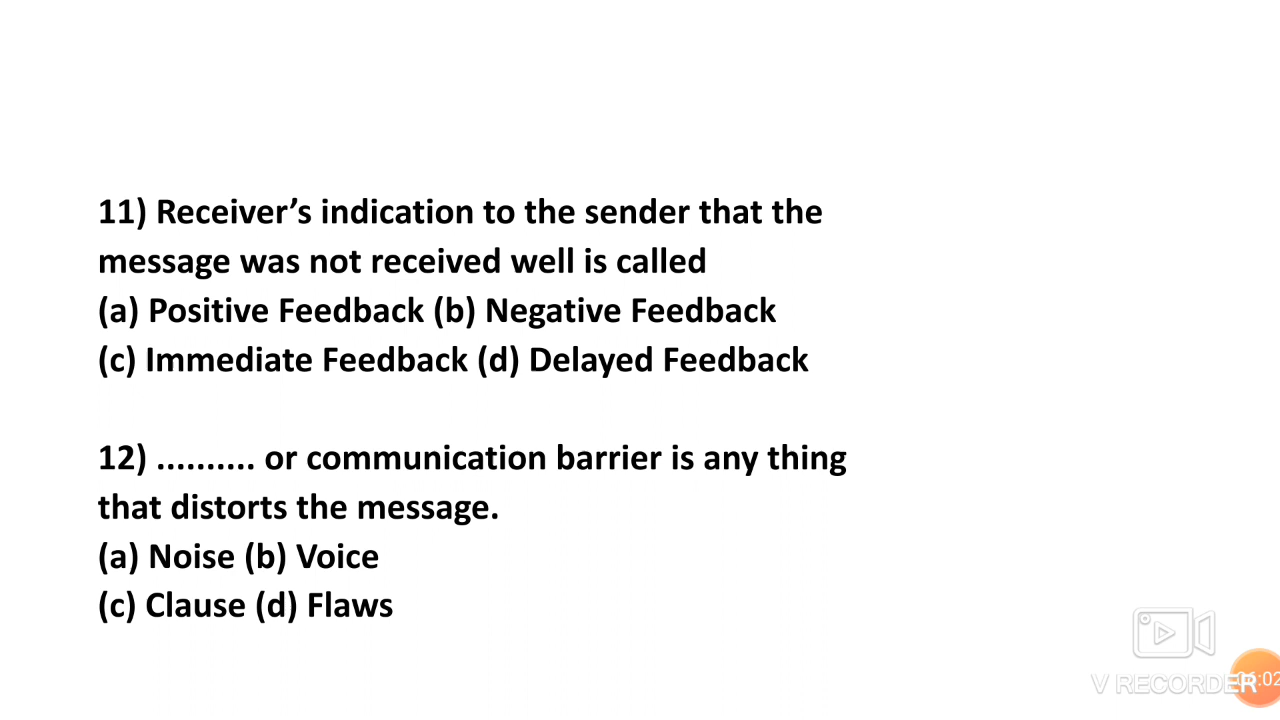 11) Receiver’s indication to the sender that the
message was not received well is called
(a) Positive Feedback (b) Negative Feedback
(c) Immediate Feedback (d) Delayed Feedback
12) .......... or communication barrier is any thing
that distorts the message.
(a) Noise (b) Voice
(c) Clause (d) Flaws
V RECORDER
06:02